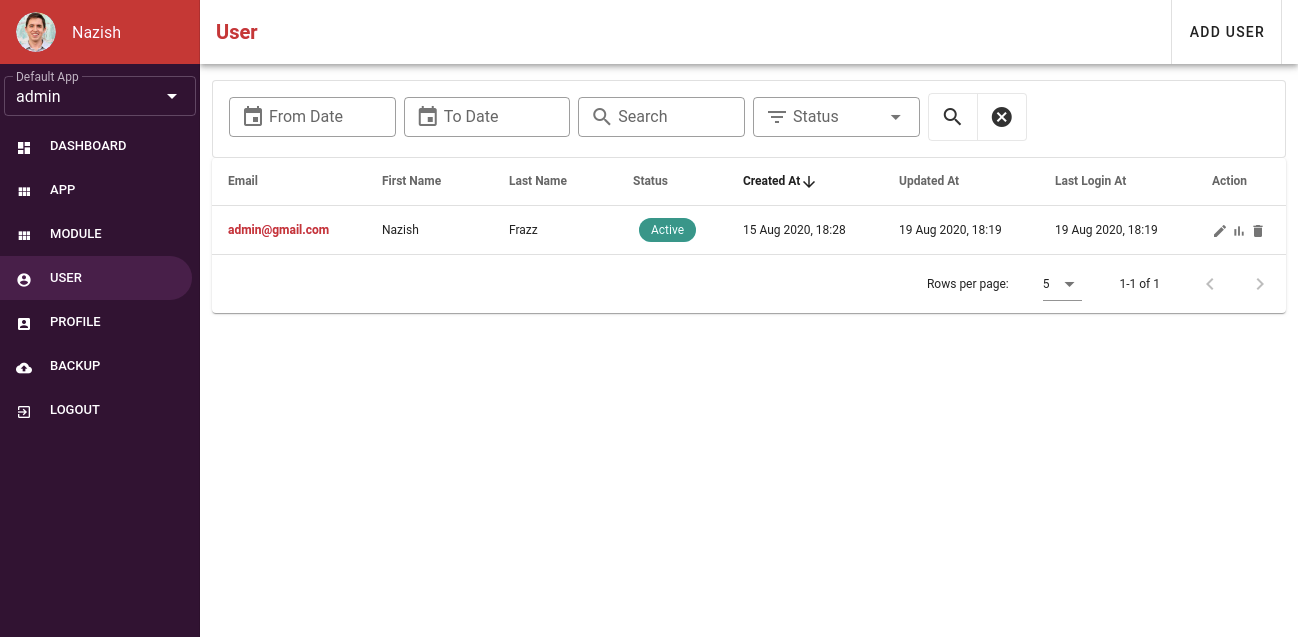 Nazish
User
ADD USER
Default App
admin
DASHBOARD
APP
MODULE
USER
PROFILE
BACKUP
LOGOUT
From Date To Date Search Status
Email First Name Last Name Status Created At Updated At Last Login At Action
admin@gmail.com Nazish Frazz Active 15 Aug 2020, 18:28 19 Aug 2020, 18:19 19 Aug 2020, 18:19
Rows per page: 5 1-1 of 1